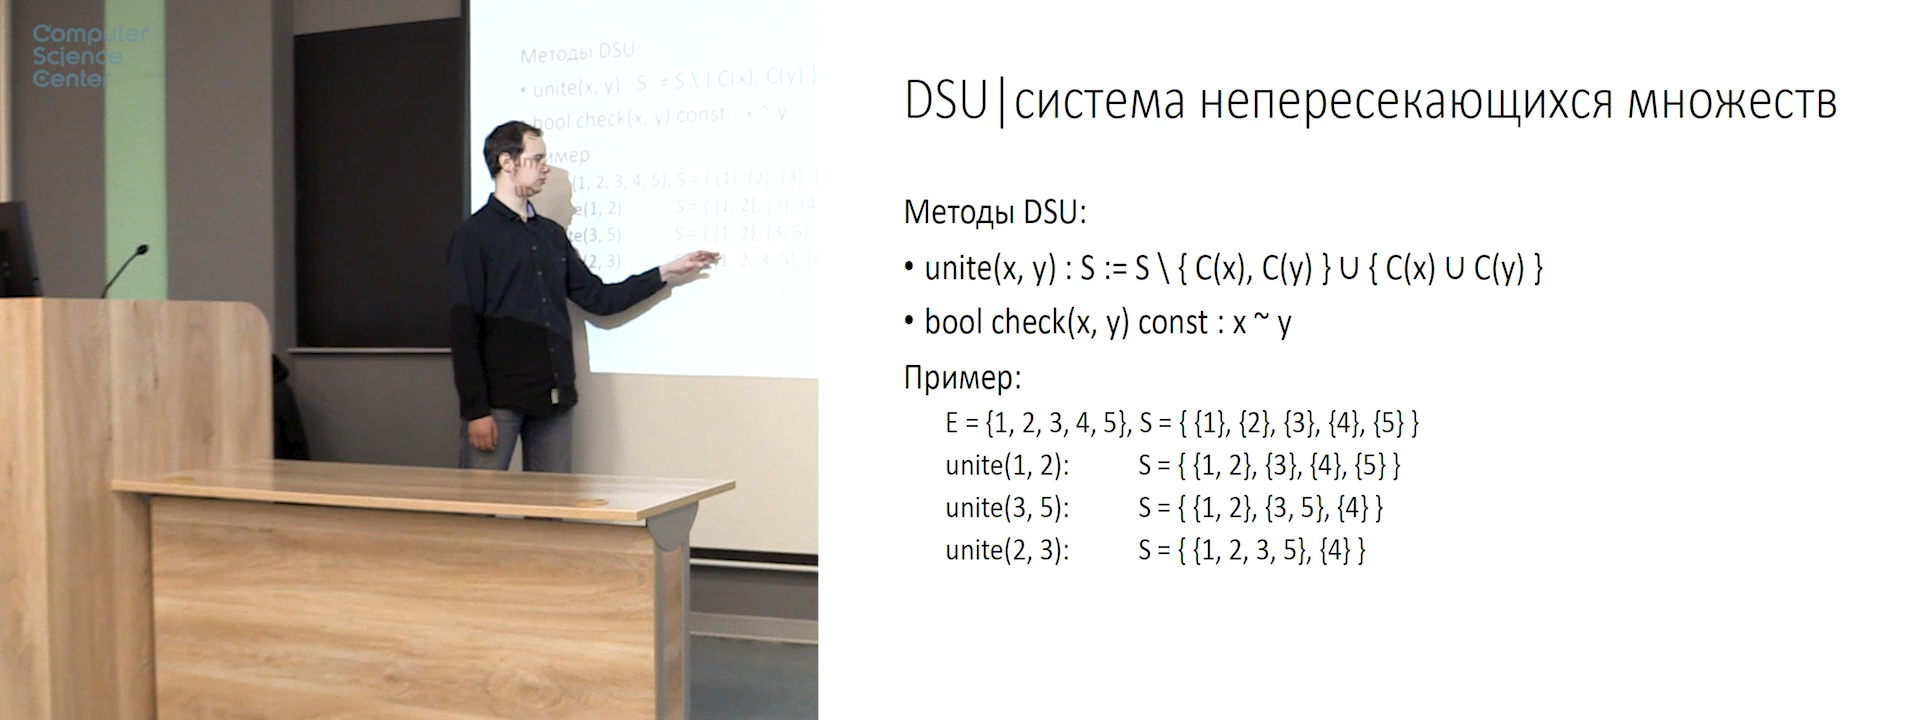 Computer
Science
Center
Методы DSU:
• unite(x, y) : S := S \ { C(x), C(y) }
bool check(x, y) const : x ~ y
{1, 2, 3, 4, 5}, S = { {1}, {2}, {3},
(1, 2) S = { {1, 2}, {3}, {4
(3, 5): S = { {1, 2}, {3, 5},
(2, 3) 1, 2, 3, 5}, {4
DSU|система непересекающихся множеств
Методы DSU:
• unite(x, y) : S := S \ { C(x), C(y) } ∪ { C(x) ∪ C(y) }
• bool check(x, y) const : x ~ y
Пример:
E = {1, 2, 3, 4, 5}, S = { {1}, {2}, {3}, {4}, {5} }
unite(1, 2): S = { {1, 2}, {3}, {4}, {5} }
unite(3, 5): S = { {1, 2}, {3, 5}, {4} }
unite(2, 3): S = { {1, 2, 3, 5}, {4} }